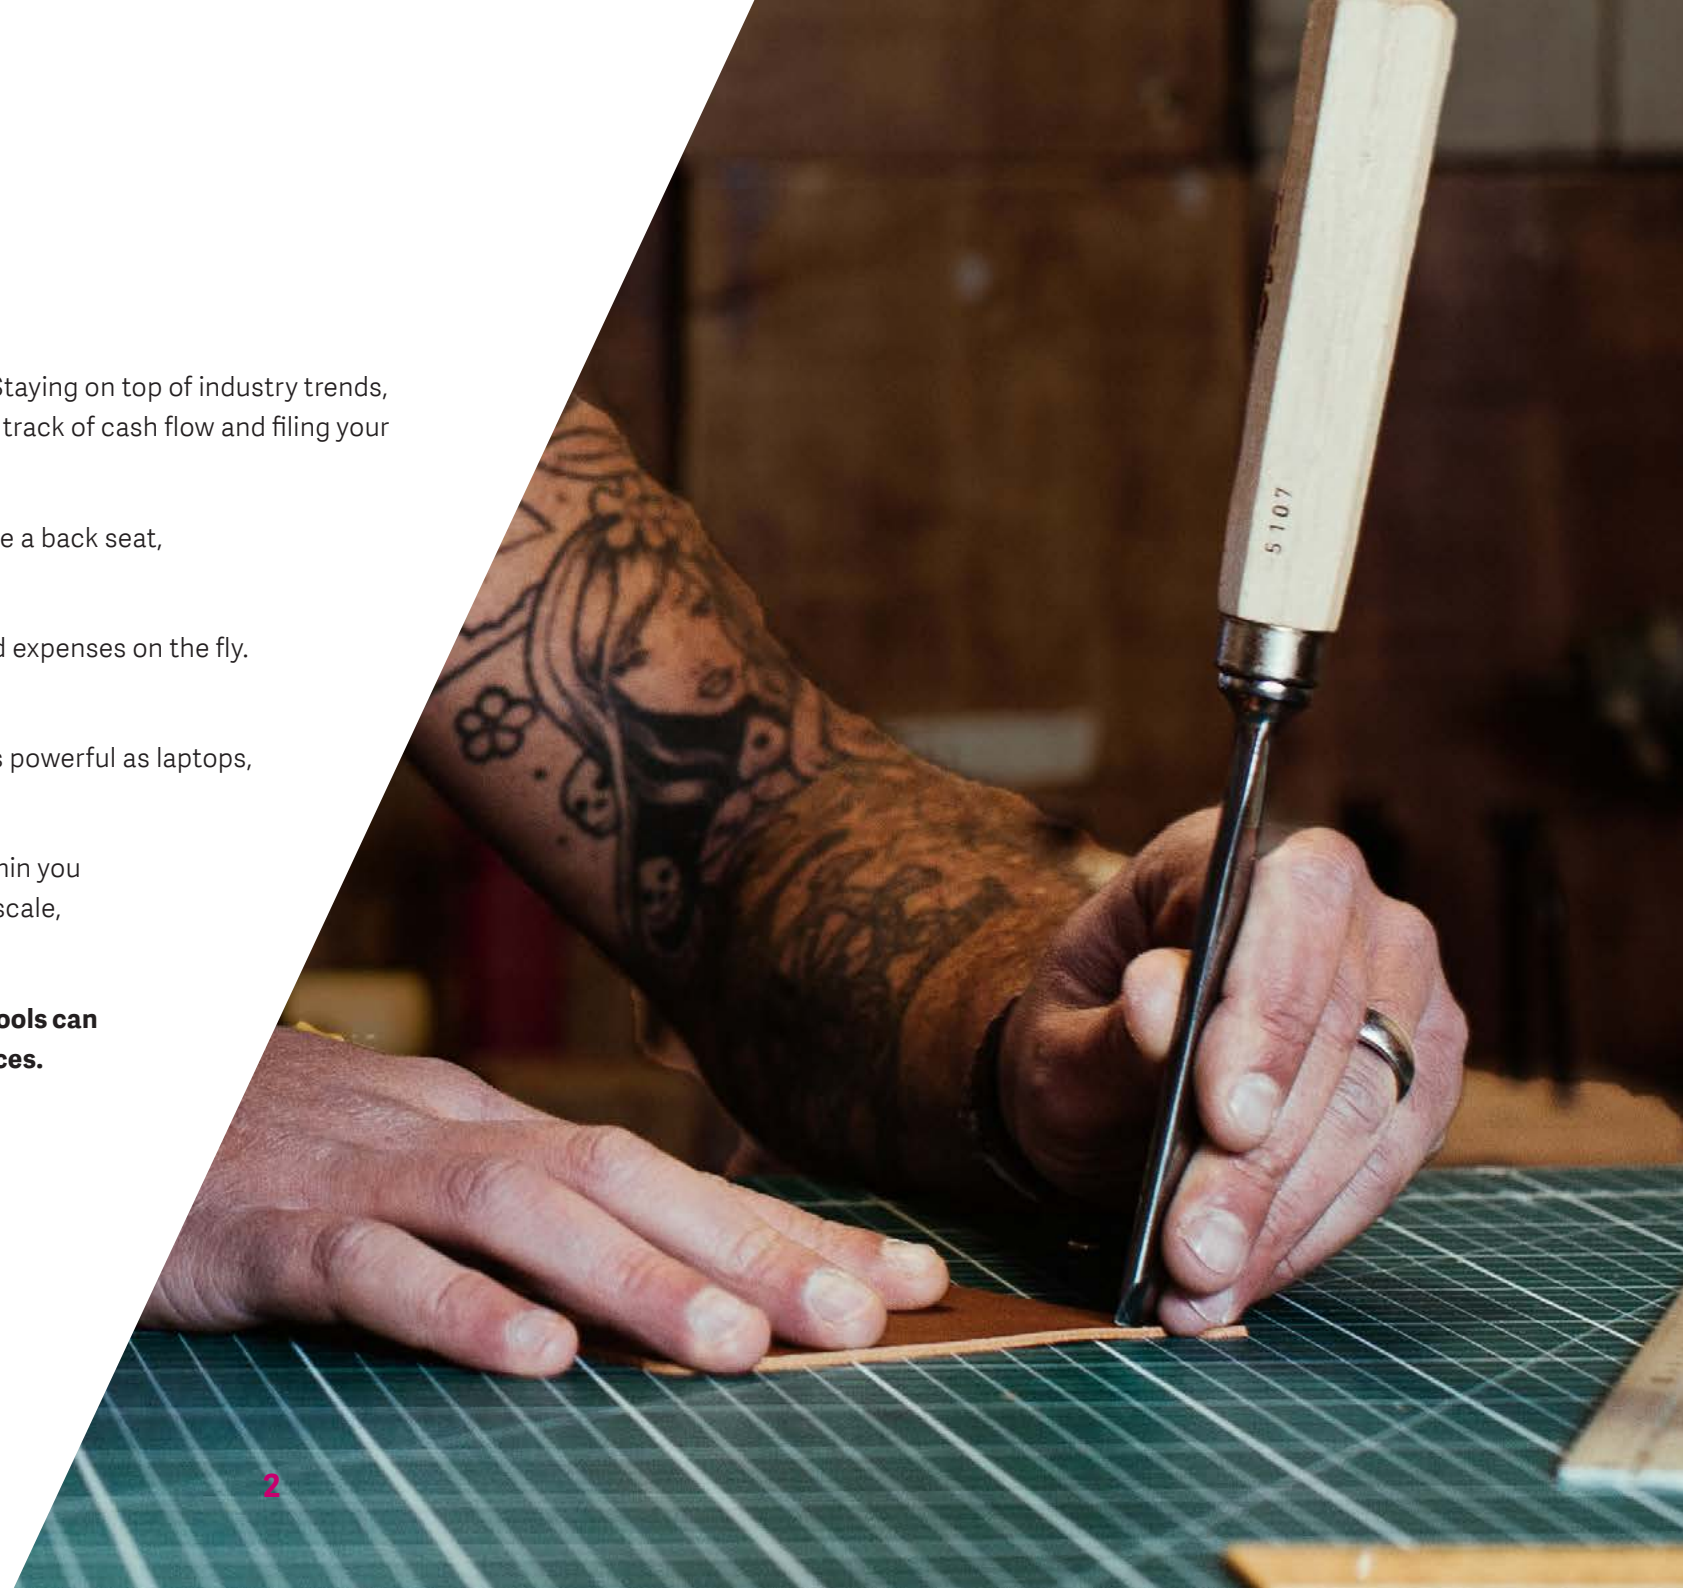 Staying on top of industry trends,
track of cash flow and filing your
e a back seat,
d expenses on the fly.
s powerful as laptops,
min you
scale,
ools can
ces.
5107
2